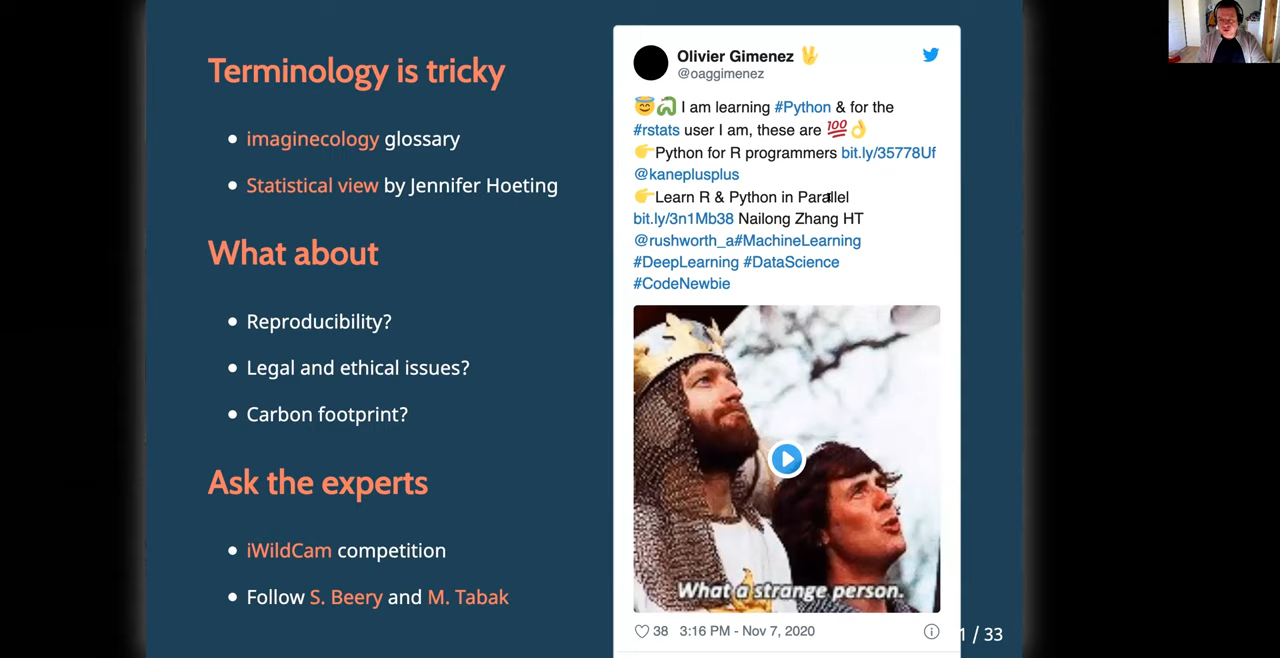 Terminology is tricky
imaginecology glossary
Statistical view by Jennifer Hoeting
What about
Reproducibility?
Legal and ethical issues?
Carbon footprint?
Ask the experts
iWildCam competition
Follow S. Beery and M. Tabak
Olivier Gimenez 🖖
@oaggimenez
😇🐍 I am learning #Python & for the
#rstats user I am, these are 💯👌
👉Python for R programmers bit.ly/35778Uf
@kaneplusplus
👉Learn R & Python in Parallel
bit.ly/3n1Mb38 Nailong Zhang HT
@rushworth_a#MachineLearning
#DeepLearning #DataScience
#CodeNewbie
What a strange person.
38 3:16 PM - Nov 7, 2020
1 / 33